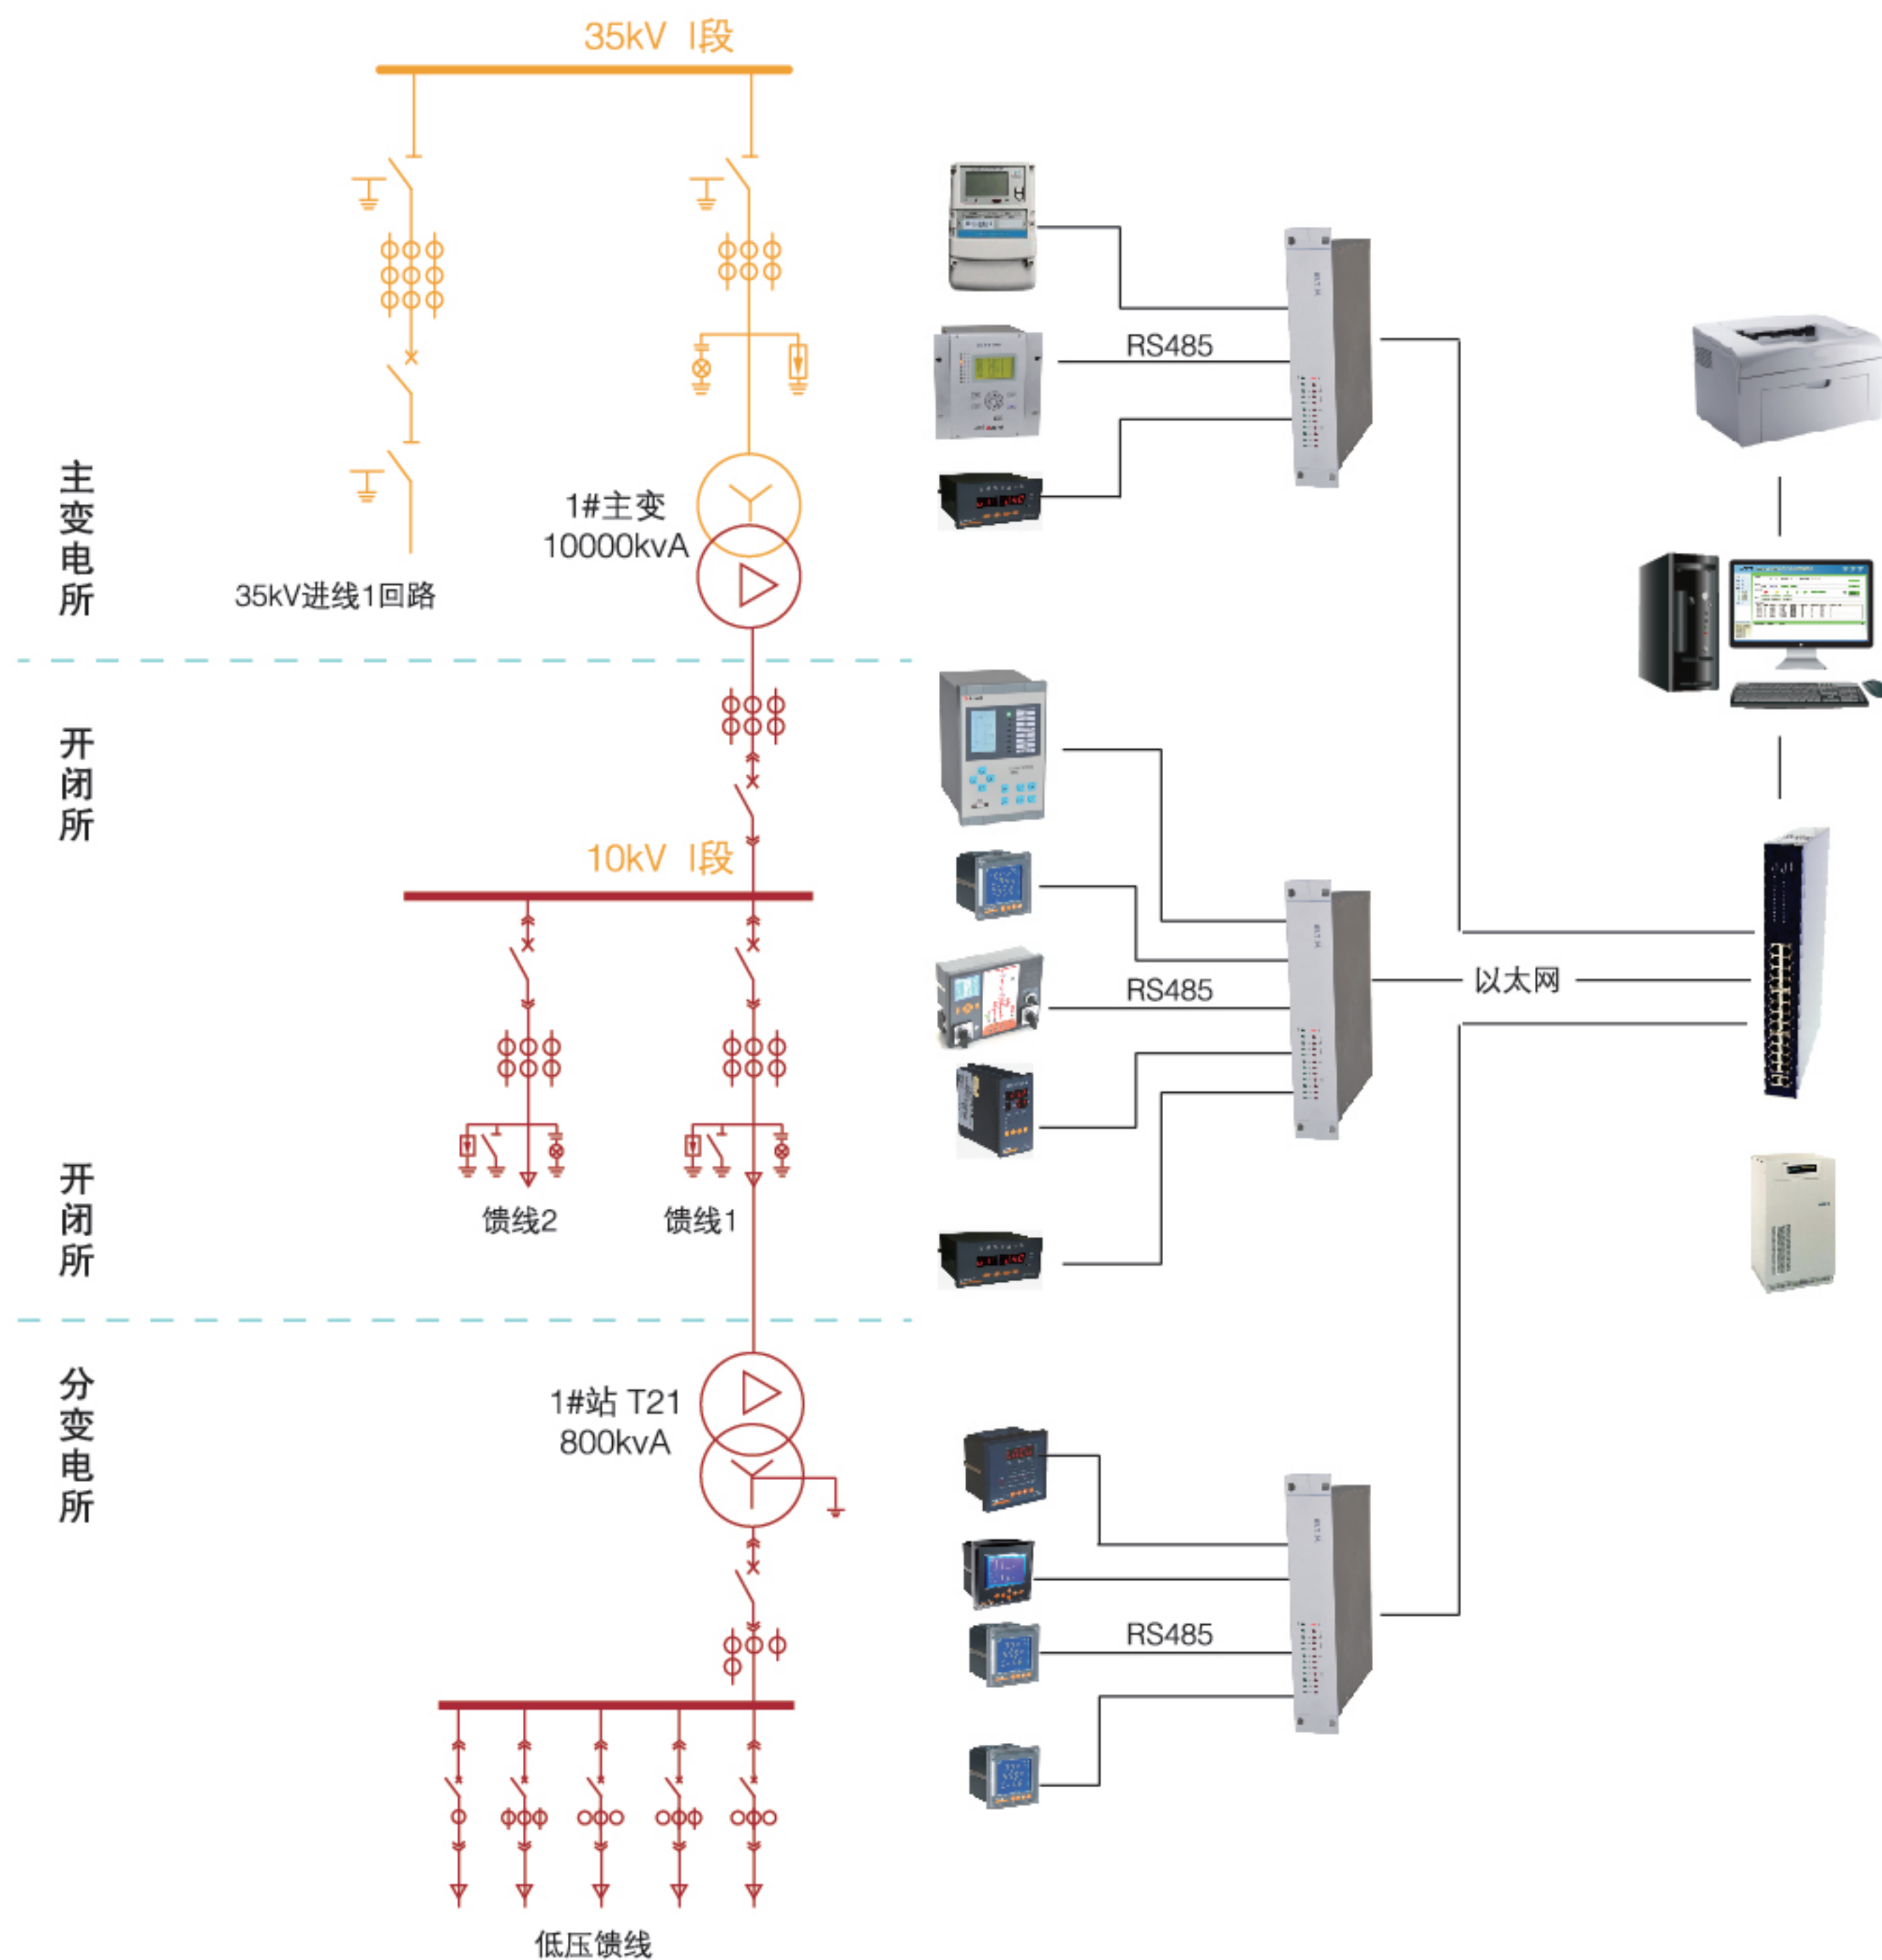 35kV I段
RS485
主变电所
1#主变
10000kvA
35kV进线1回路
开闭所
10kV I段
RS485
以太网
开闭所
馈线2
馈线1
分变电所
1#站 T21
800kvA
RS485
低压馈线